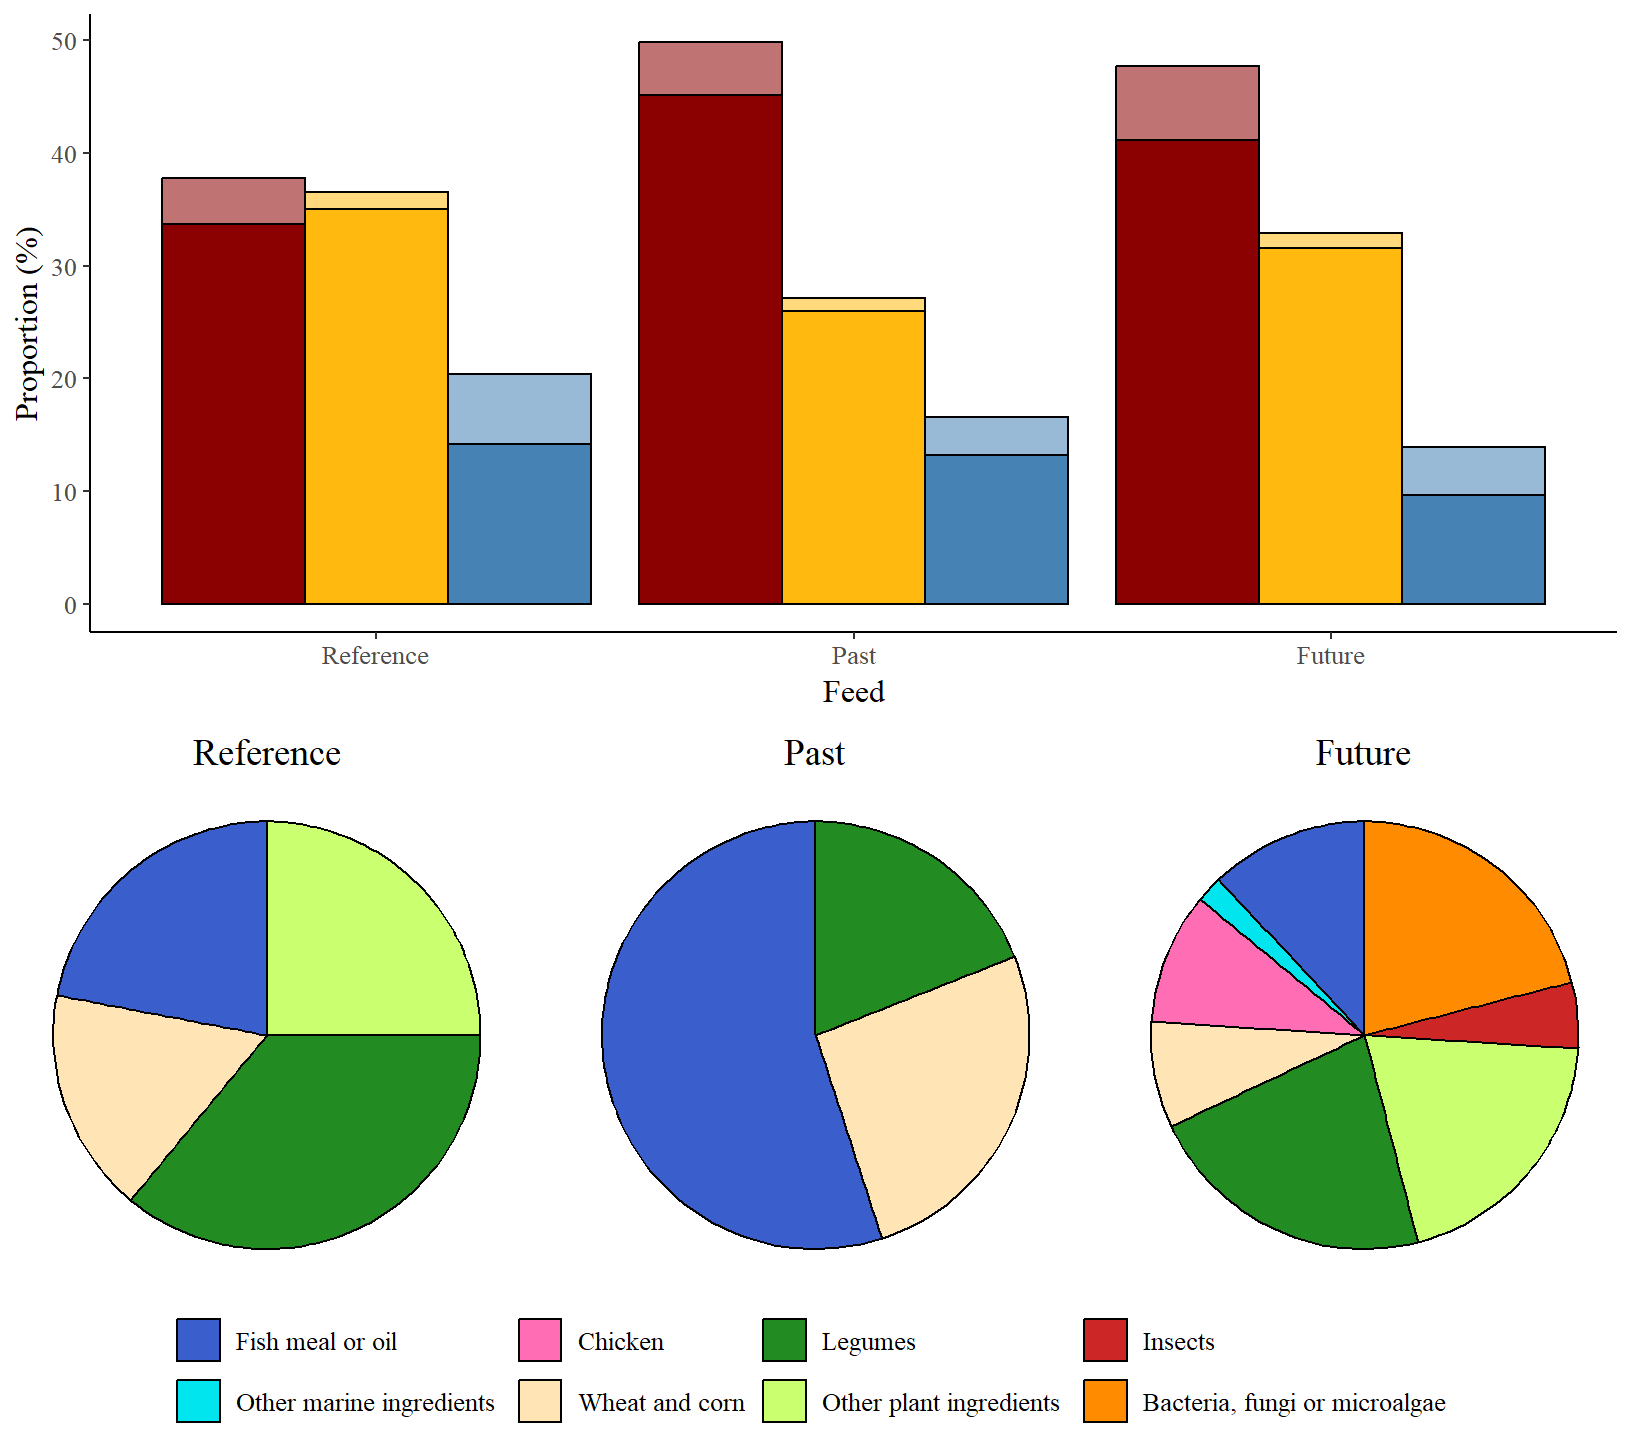 50
40
30
20
10
0
Proportion (%)
Reference Past Future
Feed
Reference Past Future
Fish meal or oil Chicken Legumes Insects
Other marine ingredients Wheat and corn Other plant ingredients Bacteria, fungi or microalgae